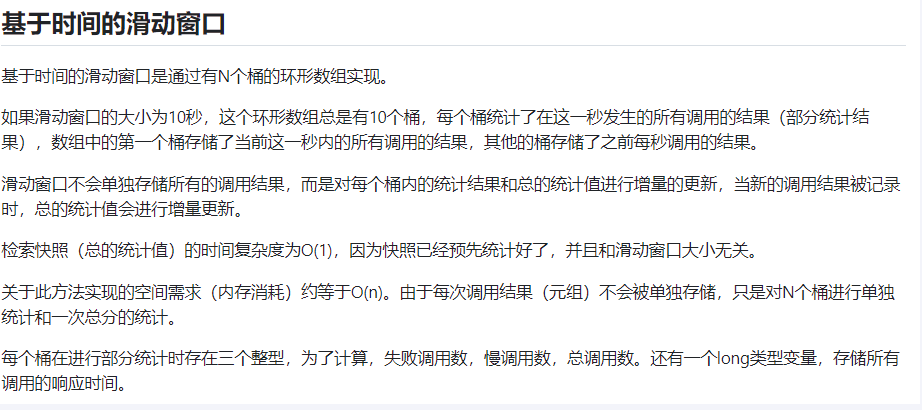 基于时间的滑动窗口
基于时间的滑动窗口是通过有N个桶的环形数组实现。
如果滑动窗口的大小为10秒，这个环形数组总是有10个桶，每个桶统计了在这一秒发生的所有调用的结果（部分统计结
果），数组中的第一个桶存储了当前这一秒内的所有调用的结果，其他的桶存储了之前每秒调用的结果。
滑动窗口不会单独存储所有的调用结果，而是对每个桶内的统计结果和总的统计值进行增量的更新，当新的调用结果被记录
时，总的统计值会进行增量更新。
检索快照（总的统计值）的时间复杂度为O(1)，因为快照已经预先统计好了，并且和滑动窗口大小无关。
关于此方法实现的空间需求（内存消耗）约等于O(n)。由于每次调用结果（元组）不会被单独存储，只是对N个桶进行单独
统计和一次总分的统计。
每个桶在进行部分统计时存在三个整型，为了计算，失败调用数，慢调用数，总调用数。还有一个long类型变量，存储所有
调用的响应时间。